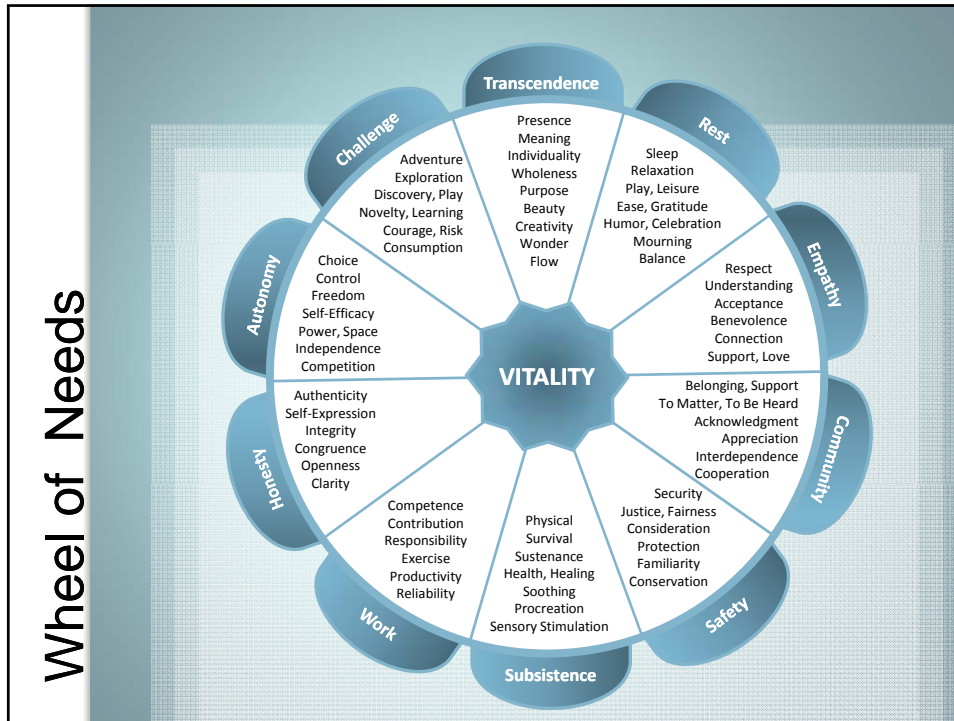 Wheel of Needs
Transcendence
Presence
Meaning
Individuality
Wholeness
Purpose
Beauty
Creativity
Wonder
Flow
Rest
Sleep
Relaxation
Play, Leisure
Ease, Gratitude
Humor, Celebration
Mourning
Balance
Empathy
Respect
Understanding
Acceptance
Benevolence
Connection
Support, Love
Community
Belonging, Support
To Matter, To Be Heard
Acknowledgment
Appreciation
Interdependence
Cooperation
Safety
Security
Justice, Fairness
Consideration
Protection
Familiarity
Conservation
Subsistence
Physical
Survival
Sustenance
Health, Healing
Soothing
Procreation
Sensory Stimulation
Work
Competence
Contribution
Responsibility
Exercise
Productivity
Reliability
Honesty
Authenticity
Self-Expression
Integrity
Congruence
Openness
Clarity
Autonomy
Choice
Control
Freedom
Self-Efficacy
Power, Space
Independence
Competition
Challenge
Adventure
Exploration
Discovery, Play
Novelty, Learning
Courage, Risk
Consumption
VITALITY